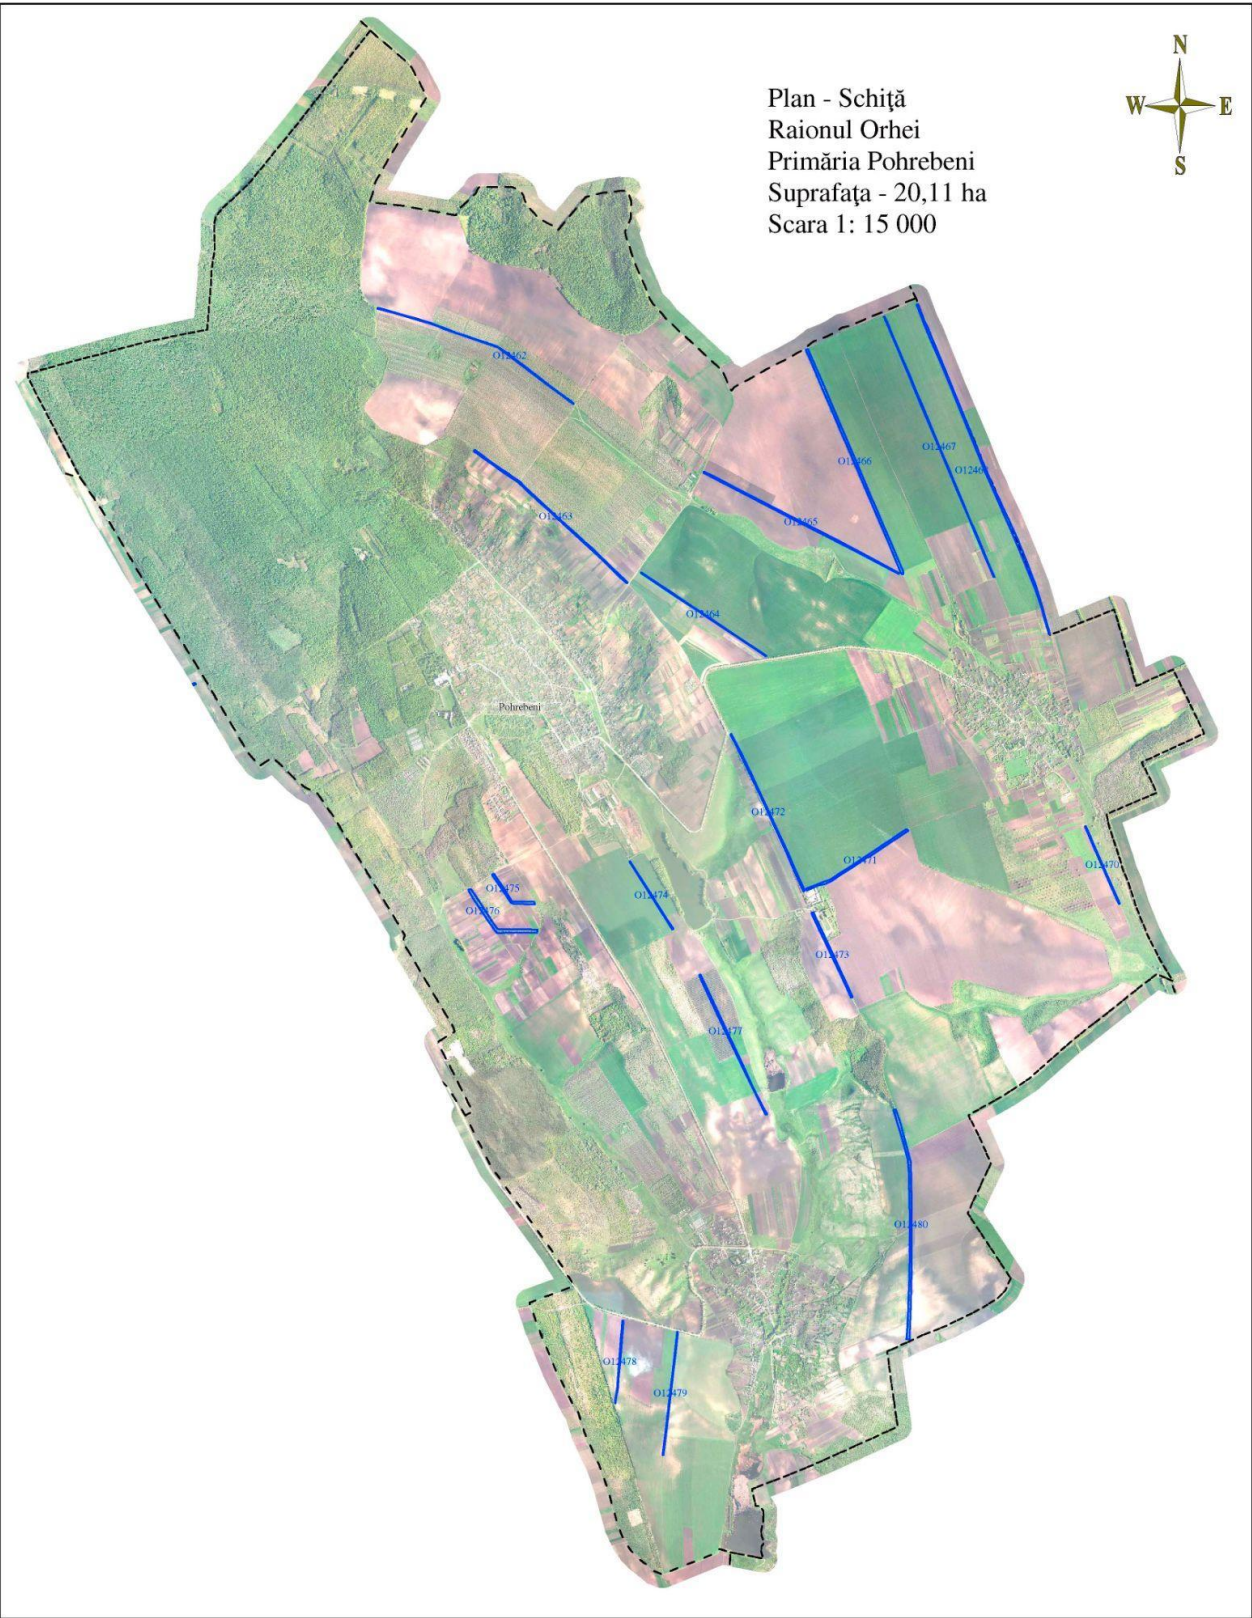 N
W E
S
Plan - Schiţă
Raionul Orhei
Primăria Pohrebeni
Suprafaţa - 20,11 ha
Scara 1: 15 000
O12462
O12467
O12466
O12463
O12465
O12464
Pohrebeni
O12472
O12471
O12470
O12475
O12474
O12476
O12473
O12477
O12480
O12478
O12479